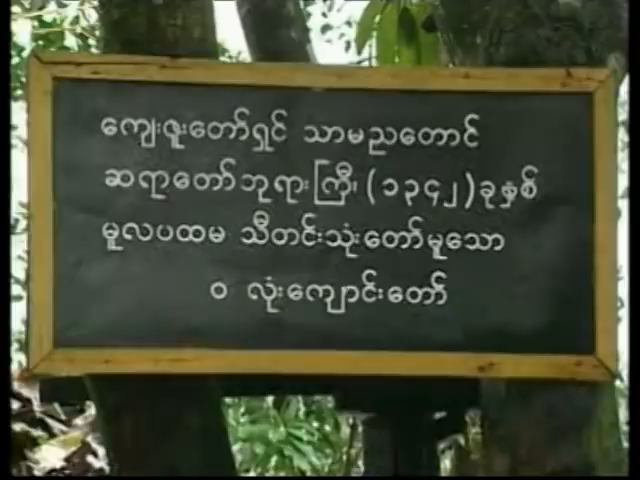 ကျေးဇူးတော်ရှင် သာမညတောင်
ဆရာတော်ဘုရားကြီး (၁၃၄၂)ခုနှစ်
မူလပထမ သီတင်းသုံးတော်မူသော
ဝ လုံးကျောင်းတော်